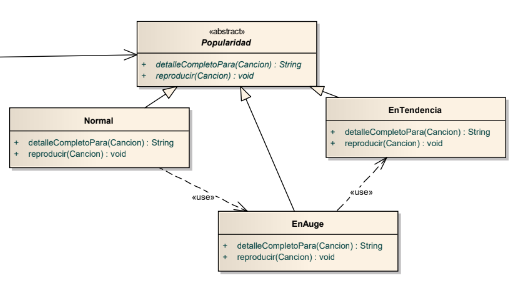 «abstract»
Popularidad
+ detalleCompletoPara(Cancion) : String
+ reproducir(Cancion) : void
Normal
+ detalleCompletoPara(Cancion) : String
+ reproducir(Cancion) : void
EnTendencia
+ detalleCompletoPara(Cancion) : String
+ reproducir(Cancion) : void
«use»
«use»
EnAuge
+ detalleCompletoPara(Cancion) : String
+ reproducir(Cancion) : void